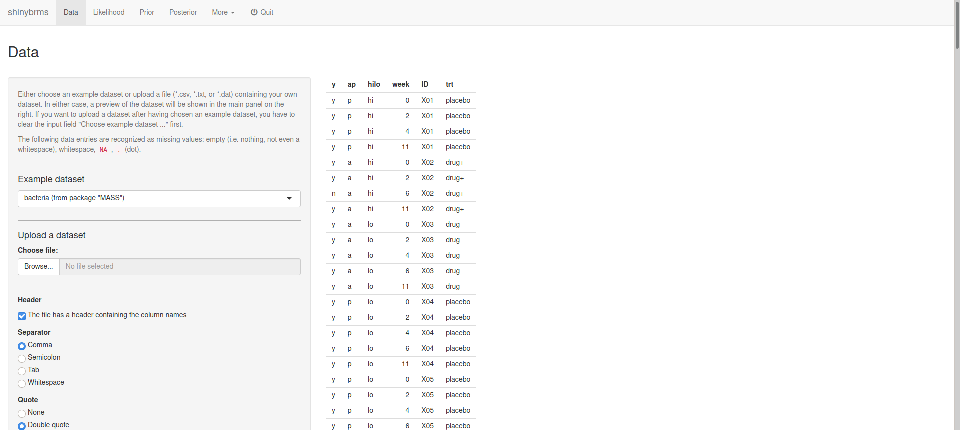 shinybrms Data Likelihood Prior Posterior More Quit
Data
Either choose an example dataset or upload a file (*.csv, *.txt, or *.dat) containing your own
dataset. In either case, a preview of the dataset will be shown in the main panel on the
right. If you want to upload a dataset after having chosen an example dataset, you have to
clear the input field "Choose example dataset ..." first.
The following data entries are recognized as missing values: empty (i.e. nothing, not even a
whitespace), whitespace, NA , . (dot).
Example dataset
bacteria (from package "MASS")
Upload a dataset
Choose file:
Browse... No file selected
Header
The file has a header containing the column names
Separator
Comma
Semicolon
Tab
Whitespace
Quote
None
Double quote
y ap hilo week ID trt
y p hi 0 X01 placebo
y p hi 2 X01 placebo
y p hi 4 X01 placebo
y p hi 11 X01 placebo
y a hi 0 X02 drug+
y a hi 2 X02 drug+
n a hi 6 X02 drug+
y a hi 11 X02 drug+
y a lo 0 X03 drug
y a lo 2 X03 drug
y a lo 4 X03 drug
y a lo 6 X03 drug
y a lo 11 X03 drug
y p lo 0 X04 placebo
y p lo 2 X04 placebo
y p lo 4 X04 placebo
y p lo 6 X04 placebo
y p lo 11 X04 placebo
y p lo 0 X05 placebo
y p lo 2 X05 placebo
y p lo 4 X05 placebo
y p lo 6 X05 placebo